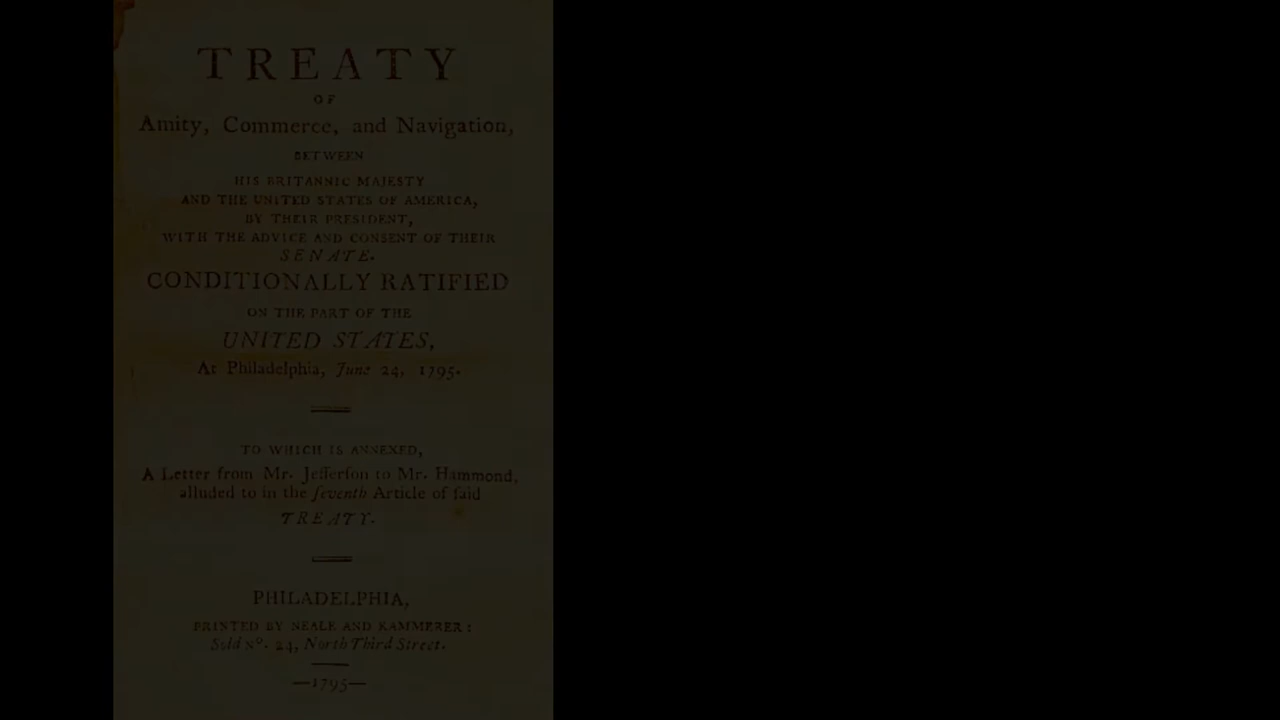 TREATY
OF
Amity, Commerce, and Navigation,
BETWEEN
HIS BRITANNIC MAJESTY
AND THE UNITED STATES OF AMERICA,
BY THEIR PRESIDENT,
WITH THE ADVICE AND CONSENT OF THEIR
SENATE.
CONDITIONALLY RATIFIED
ON THE PART OF THE
UNITED STATES,
At Philadelphia, June 24, 1795.
TO WHICH IS ANNEXED,
A Letter from Mr. Jefferſon to Mr. Hammond,
alluded to in the ſeventh Article of ſaid
TREATY.
PHILADELPHIA,
PRINTED BY NEALE AND KAMMERER:
Sold No. 24, North Third Street.
—1795—